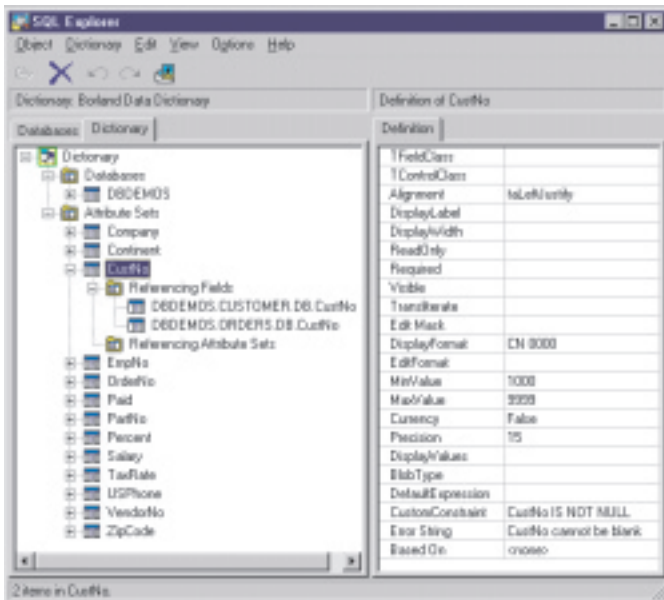 SQL Explorer
Object Dictionary Edit View Options Help
Dictionary: Borland Data Dictionary
Definition of CustNo
Databases Dictionary
Definition
Dictionary
Databases
DBDEMOS
Attribute Sets
Company
Continent
CustNo
Referencing Fields
DBDEMOS.CUSTOMER.DB.CustNo
DBDEMOS.ORDERS.DB.CustNo
Referencing Attribute Sets
EmpNo
OrderNo
Paid
PartNo
Percent
Salary
TaxRate
USPhone
VendorNo
ZipCode
TFieldClass
TControlClass
Alignment taLeftJustify
DisplayLabel
DisplayWidth
ReadOnly
Required
Visible
Transliterate
Edit Mask
DisplayFormat CN 0000
EditFormat
MinValue 1000
MaxValue 9999
Currency False
Precision 15
DisplayValues
BlobType
DefaultExpression
CustomConstraint CustNo IS NOT NULL
Error String CustNo cannot be blank
Based On <none>
2 items in CustNo.